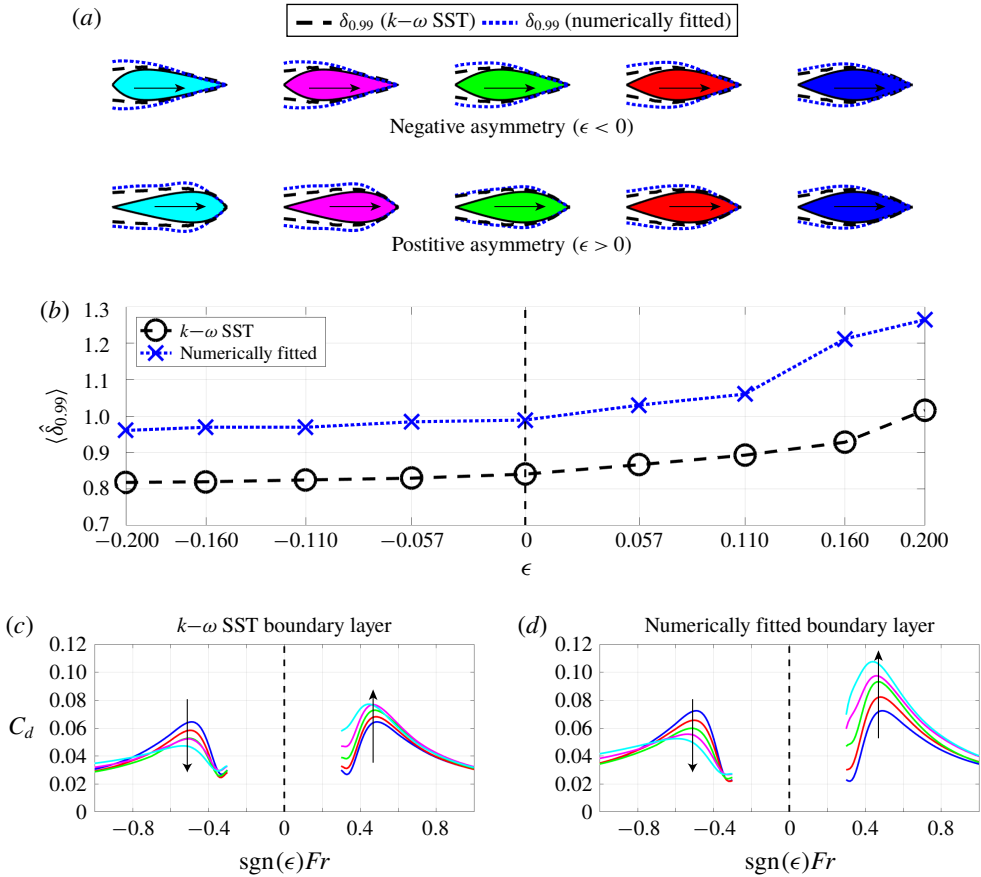 (a)
δ0.99 (k–ω SST) δ0.99 (numerically fitted)
Negative asymmetry (ϵ < 0)
Postitive asymmetry (ϵ > 0)
(b)
1.3
1.2
1.1
1.0
0.9
0.8
0.7
⟨δ̂0.99⟩
k–ω SST
Numerically fitted
−0.200 −0.160 −0.110 −0.057 0 0.057 0.110 0.160 0.200
ϵ
(c) k–ω SST boundary layer
0.12
0.10
0.08
0.06
0.04
0.02
0
Cd
−0.8 −0.4 0 0.4 0.8
sgn(ϵ)Fr
(d) Numerically fitted boundary layer
0.12
0.10
0.08
0.06
0.04
0.02
0
−0.8 −0.4 0 0.4 0.8
sgn(ϵ)Fr